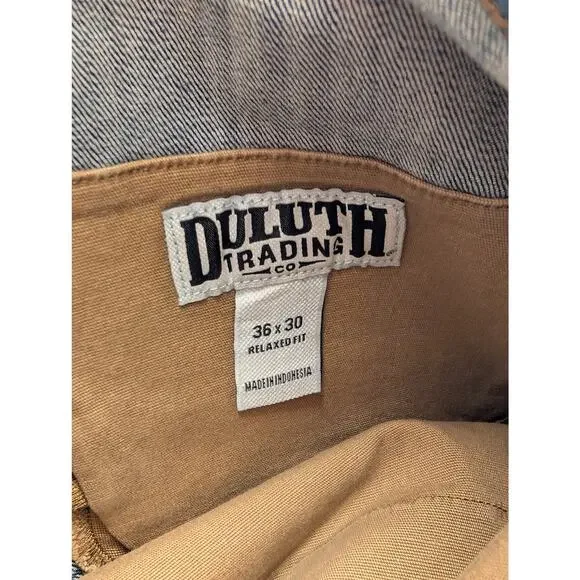 DULUTH
TRADING
CO
36 x 30
RELAXED FIT
MADE IN INDONESIA